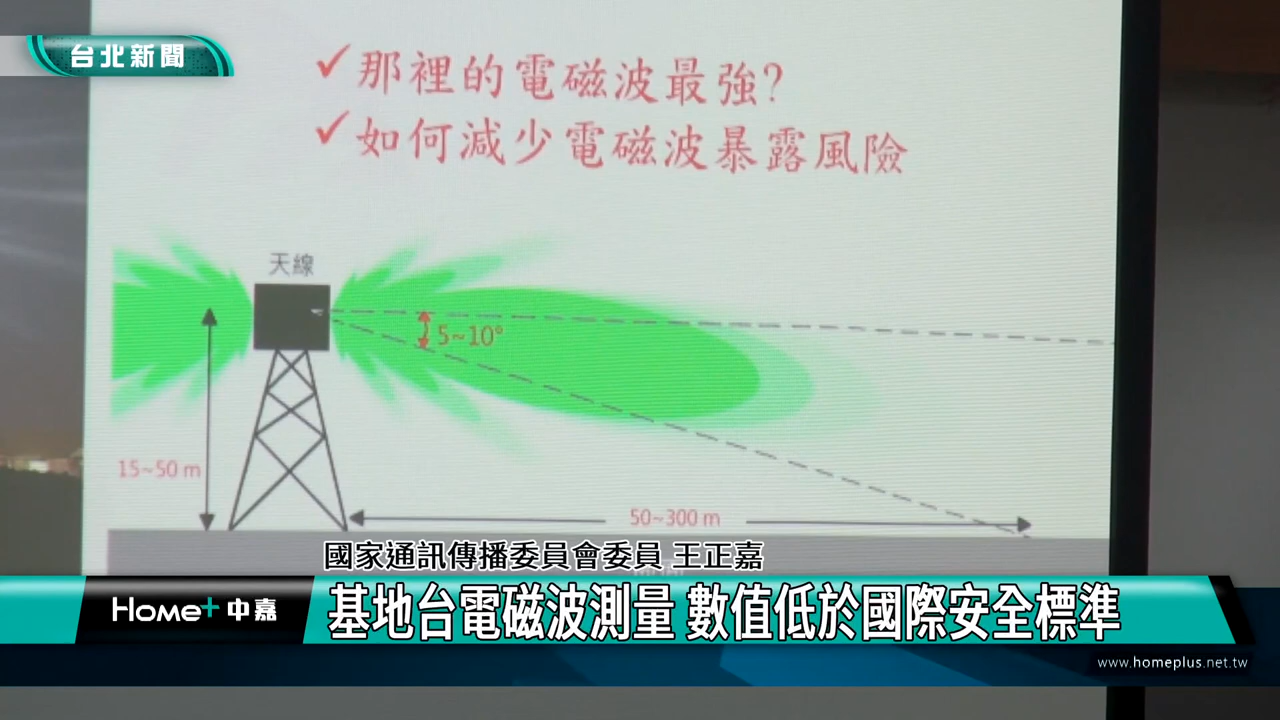 台北新聞
✓那裡的電磁波最強?
✓如何減少電磁波暴露風險
天線
5~10°
15~50 m
50~300 m
國家通訊傳播委員會委員 王正嘉
Home+中嘉
基地台電磁波測量 數值低於國際安全標準
www.homeplus.net.tw